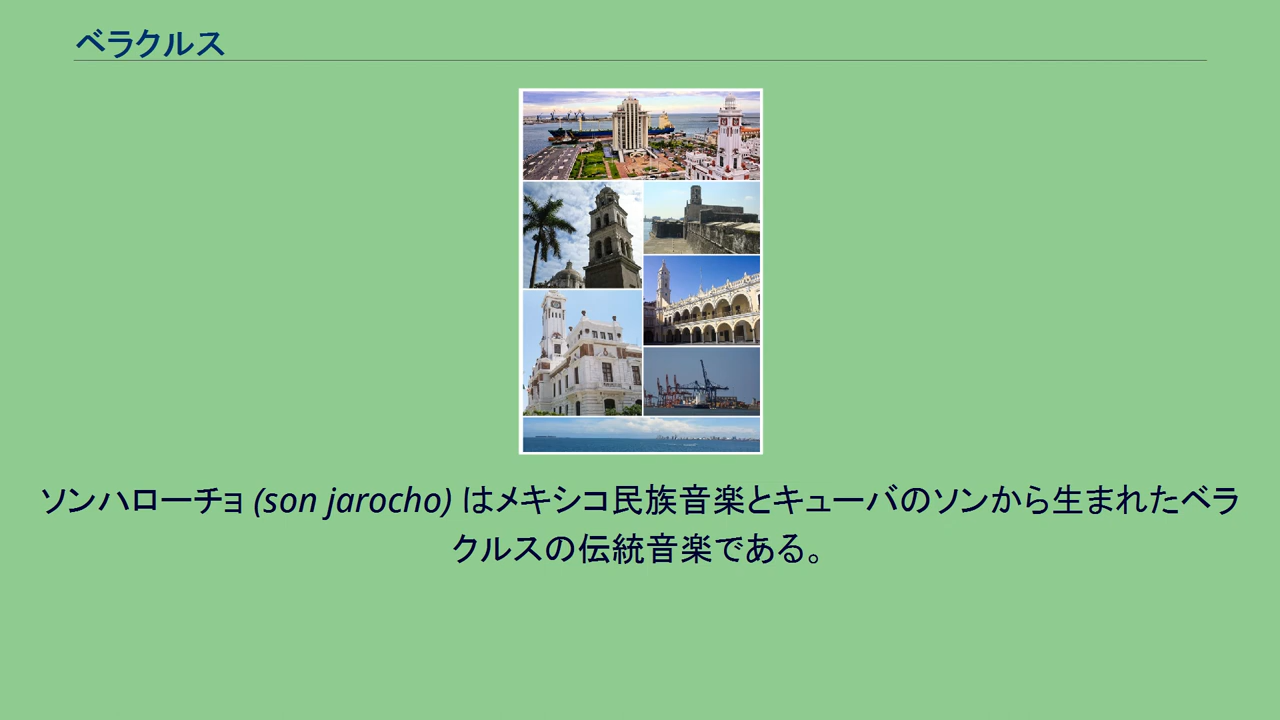 ベラクルス
ソンハローチョ (son jarocho) はメキシコ民族音楽とキューバのソンから生まれたベラ
クルスの伝統音楽である。